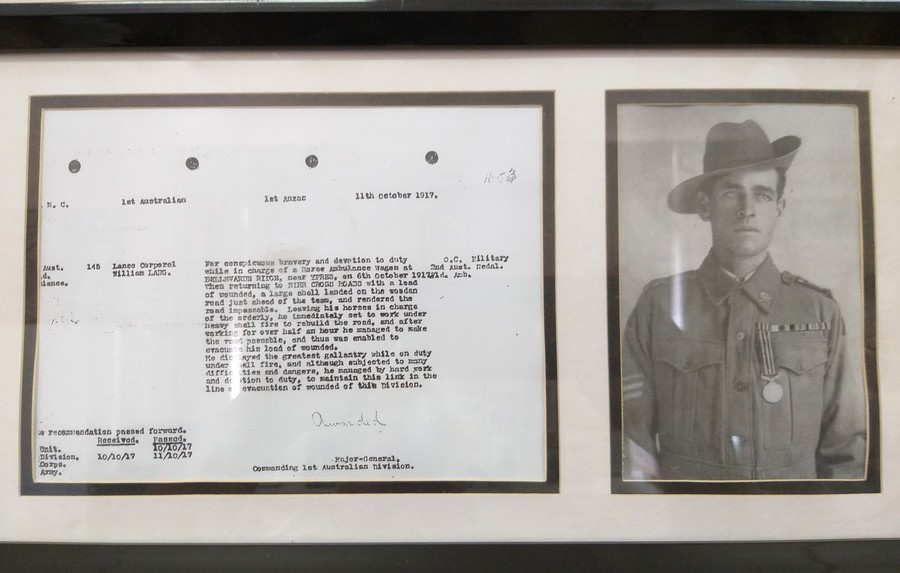 M. C. 1st Australian 1st Anzac 11th October 1917.
Aust. 145 Lance Corporal For conspicuous bravery and devotion to duty O.C. Military
d. William LANG. while in charge of a Horse Ambulance Wagon at 2nd Aust. Medal.
ulance. BELLEWARDE RIDGE, near YPRES, on 6th October 1917. Fld. Amb.
When returning to BIRR CROSS ROADS with a load
of wounded, a large shell landed on the wooden
road just ahead of the team, and rendered the
road impassable. Leaving his horses in charge
of the orderly, he immediately set to work under
heavy shell fire to rebuild the road, and after
working for over half an hour he managed to make
the road passable, and thus was enabled to
evacuate his load of wounded.
He displayed the greatest gallantry while on duty
under shell fire, and although subjected to many
difficulties and dangers, he managed by hard work
and devotion to duty, to maintain this link in the
line of evacuation of wounded of this Division.
Awarded
e recommendation passed forward.
Received. Passed.
Unit. 10/10/17
Division. 10/10/17 11/10/17
Corps.
Army.
Major-General.
Commanding 1st Australian Division.